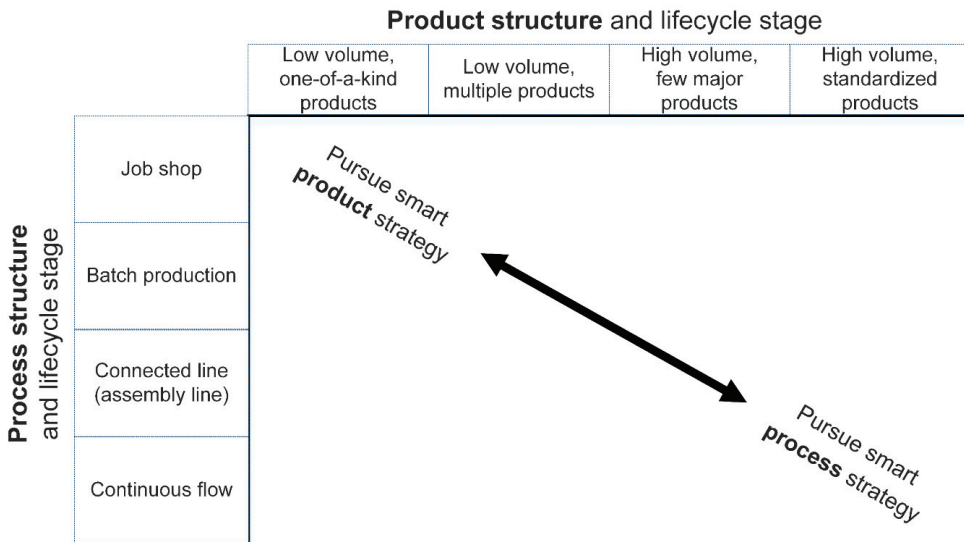 Product structure and lifecycle stage
Low volume,
one-of-a-kind
products
Low volume,
multiple products
High volume,
few major
products
High volume,
standardized
products
Process structure
and lifecycle stage
Job shop
Batch production
Connected line
(assembly line)
Continuous flow
Pursue smart
product strategy
Pursue smart
process strategy